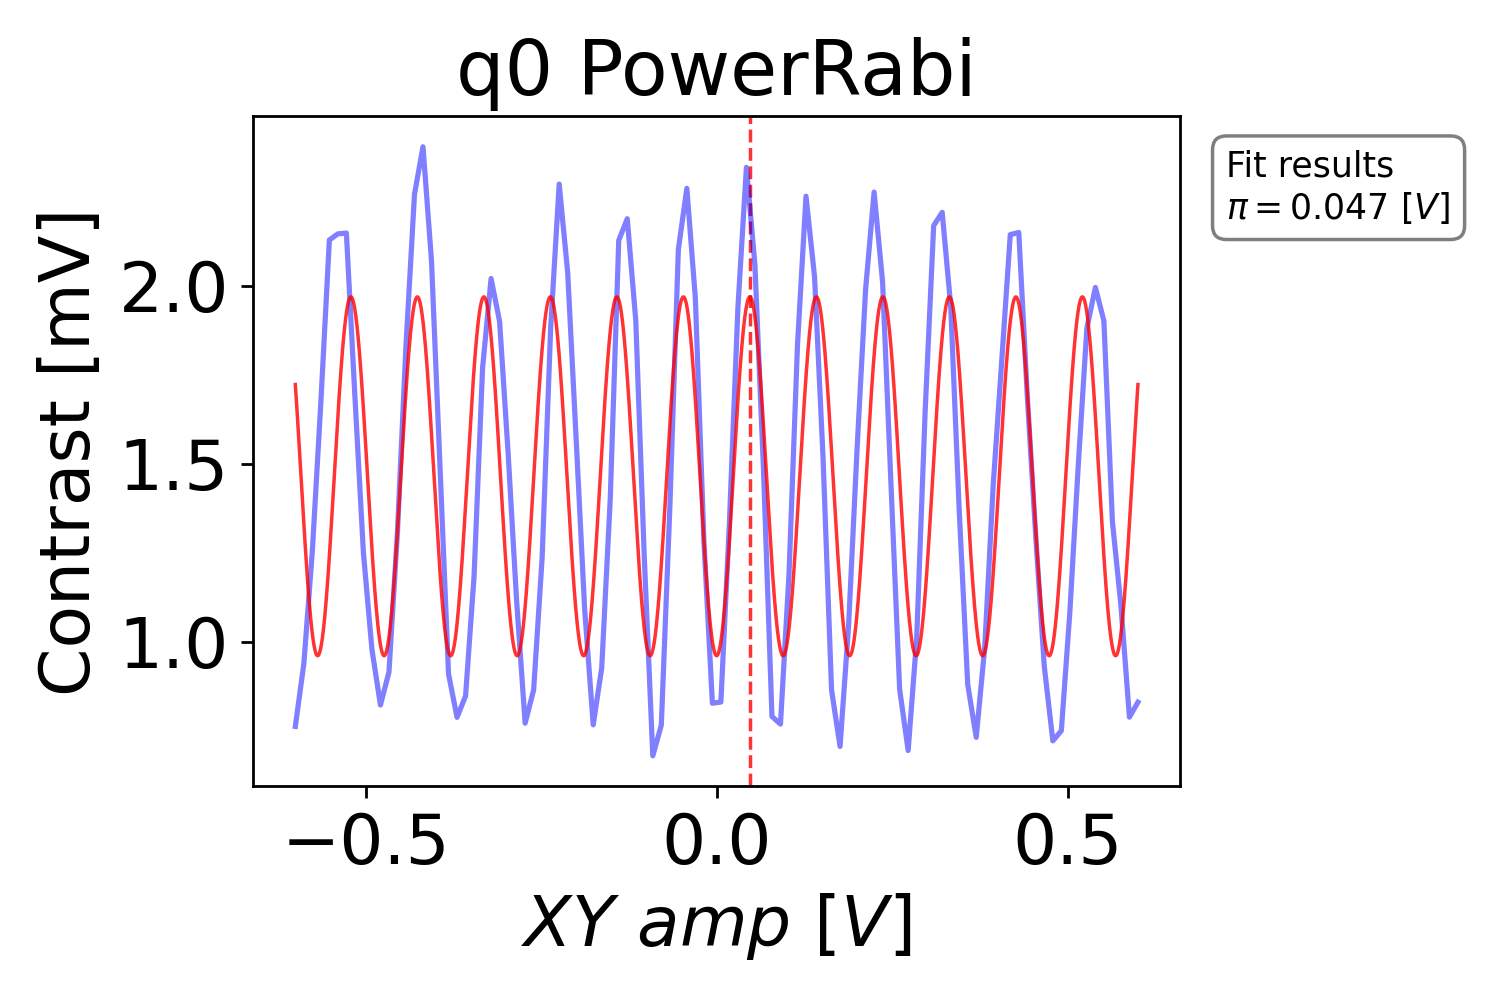 q0 PowerRabi
Fit results
π = 0.047 [V]
Contrast [mV]
2.0
1.5
1.0
−0.5
0.0
0.5
XY amp [V]